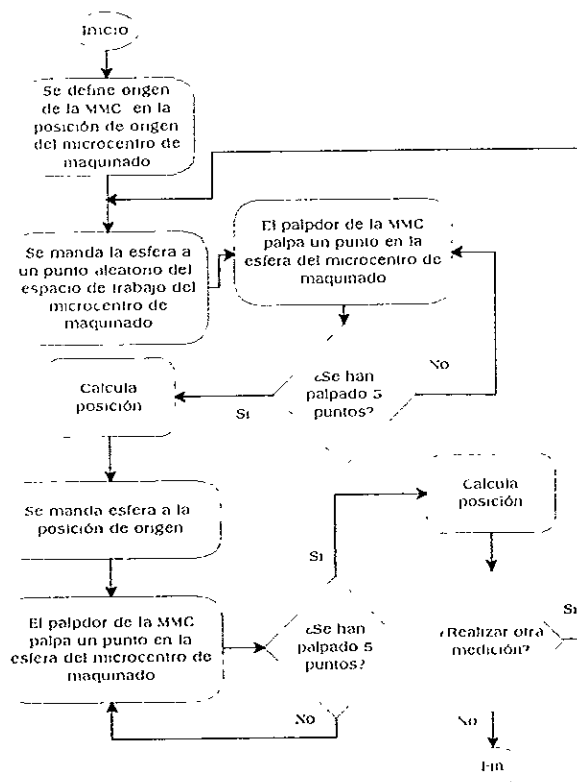 Inicio
Se define origen
de la MMC en la
posición de origen
del microcentro de
maquinado
Se manda la esfera a
un punto aleatorio del
espacio de trabajo del
microcentro de
maquinado
El palpdor de la MMC
palpa un punto en la
esfera del microcentro de
maquinado
¿Se han
palpado 5
puntos?
No
Si
Calcula
posición
Se manda esfera a la
posición de origen
El palpdor de la MMC
palpa un punto en la
esfera del microcentro de
maquinado
¿Se han
palpado 5
puntos?
No
Si
Calcula
posición
¿Realizar otra
medición?
Si
No
Fin